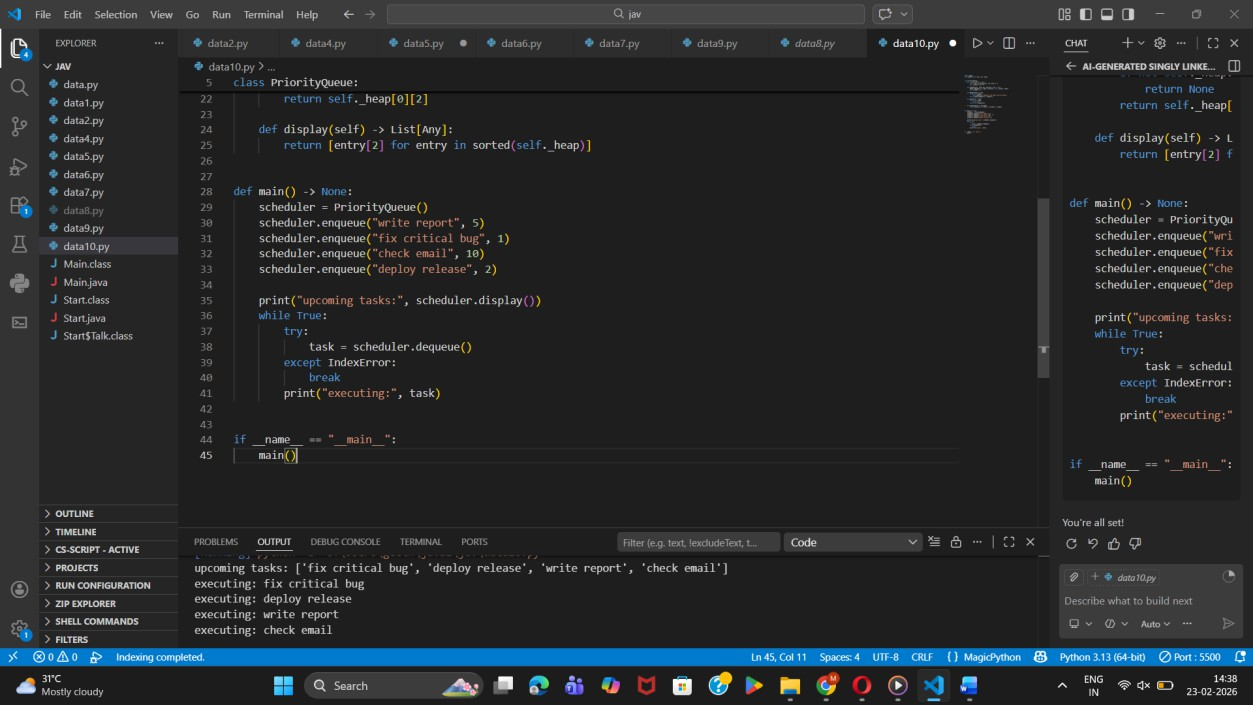 File Edit Selection View Go Run Terminal Help
jav
EXPLORER
data2.py data4.py data5.py data6.py data7.py data9.py data8.py data10.py
CHAT
JAV
data.py
data1.py
data2.py
data4.py
data5.py
data6.py
data7.py
data8.py
data9.py
data10.py
Main.class
Main.java
Start.class
Start.java
Start$Talk.class
OUTLINE
TIMELINE
CS-SCRIPT - ACTIVE
PROJECTS
RUN CONFIGURATION
ZIP EXPLORER
SHELL COMMANDS
FILTERS
data10.py > ...
5 class PriorityQueue:
22 return self._heap[0][2]
23
24 def display(self) -> List[Any]:
25 return [entry[2] for entry in sorted(self._heap)]
26
27
28 def main() -> None:
29 scheduler = PriorityQueue()
30 scheduler.enqueue("write report", 5)
31 scheduler.enqueue("fix critical bug", 1)
32 scheduler.enqueue("check email", 10)
33 scheduler.enqueue("deploy release", 2)
34
35 print("upcoming tasks:", scheduler.display())
36 while True:
37 try:
38 task = scheduler.dequeue()
39 except IndexError:
40 break
41 print("executing:", task)
42
43
44 if __name__ == "__main__":
45 main()
PROBLEMS OUTPUT DEBUG CONSOLE TERMINAL PORTS
Filter (e.g. text, !excludeText, t...
Code
upcoming tasks: ['fix critical bug', 'deploy release', 'write report', 'check email']
executing: fix critical bug
executing: deploy release
executing: write report
executing: check email
AI-GENERATED SINGLY LINKE...
return None
return self._heap[
def display(self) -> L
return [entry[2] f
def main() -> None:
scheduler = PriorityQu
scheduler.enqueue("wri
scheduler.enqueue("fix
scheduler.enqueue("che
scheduler.enqueue("dep
print("upcoming tasks:
while True:
try:
task = schedul
except IndexError:
break
print("executing:"
if __name__ == "__main__":
main()
You're all set!
data10.py
Describe what to build next
Auto
4
1
1
0 0 Indexing completed.
Ln 45, Col 11 Spaces: 4 UTF-8 CRLF { } MagicPython Python 3.13 (64-bit) Port : 5500
31°C
Mostly cloudy
Search
ENG
IN
14:38
23-02-2026